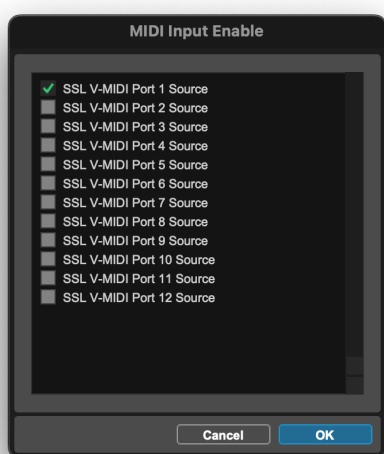 MIDI Input Enable
SSL V-MIDI Port 1 Source
SSL V-MIDI Port 2 Source
SSL V-MIDI Port 3 Source
SSL V-MIDI Port 4 Source
SSL V-MIDI Port 5 Source
SSL V-MIDI Port 6 Source
SSL V-MIDI Port 7 Source
SSL V-MIDI Port 8 Source
SSL V-MIDI Port 9 Source
SSL V-MIDI Port 10 Source
SSL V-MIDI Port 11 Source
SSL V-MIDI Port 12 Source
Cancel OK